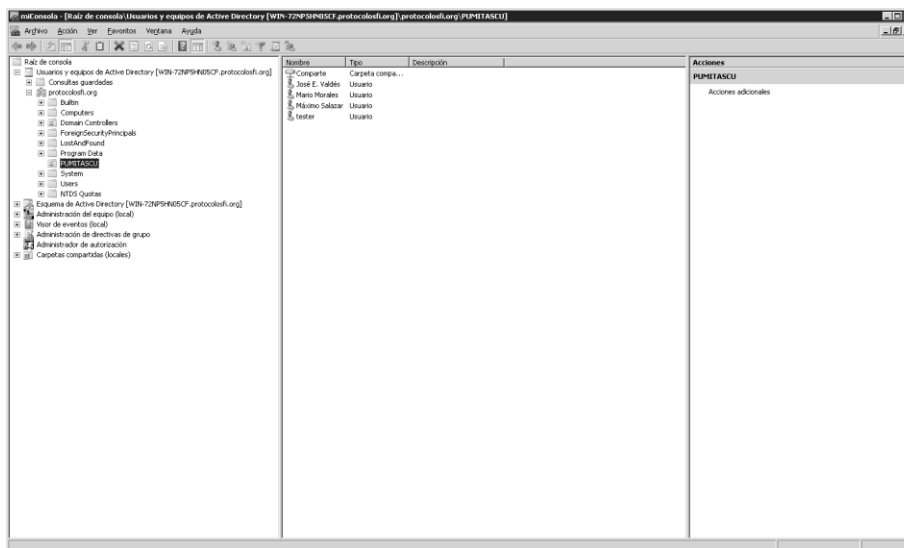 miConsola - [Raíz de consola\Usuarios y equipos de Active Directory [WIN-72NP5HN05CF.protocolosfi.org]\protocolosfi.org\PUMITASCU]
Archivo Acción Ver Favoritos Ventana Ayuda
Raíz de consola
Usuarios y equipos de Active Directory [WIN-72NP5HN05CF.protocolosfi.org]
Consultas guardadas
protocolosfi.org
Builtin
Computers
Domain Controllers
ForeignSecurityPrincipals
LostAndFound
Program Data
PUMITASCU
System
Users
NTDS Quotas
Esquema de Active Directory [WIN-72NP5HN05CF.protocolosfi.org]
Administración del equipo (local)
Visor de eventos (local)
Administración de directivas de grupo
Administrador de autorización
Carpetas compartidas (locales)
Nombre Tipo Descripción
Comparte Carpeta compa...
José E. Valdés Usuario
Mario Morales Usuario
Máximo Salazar Usuario
tester Usuario
Acciones
PUMITASCU
Acciones adicionales